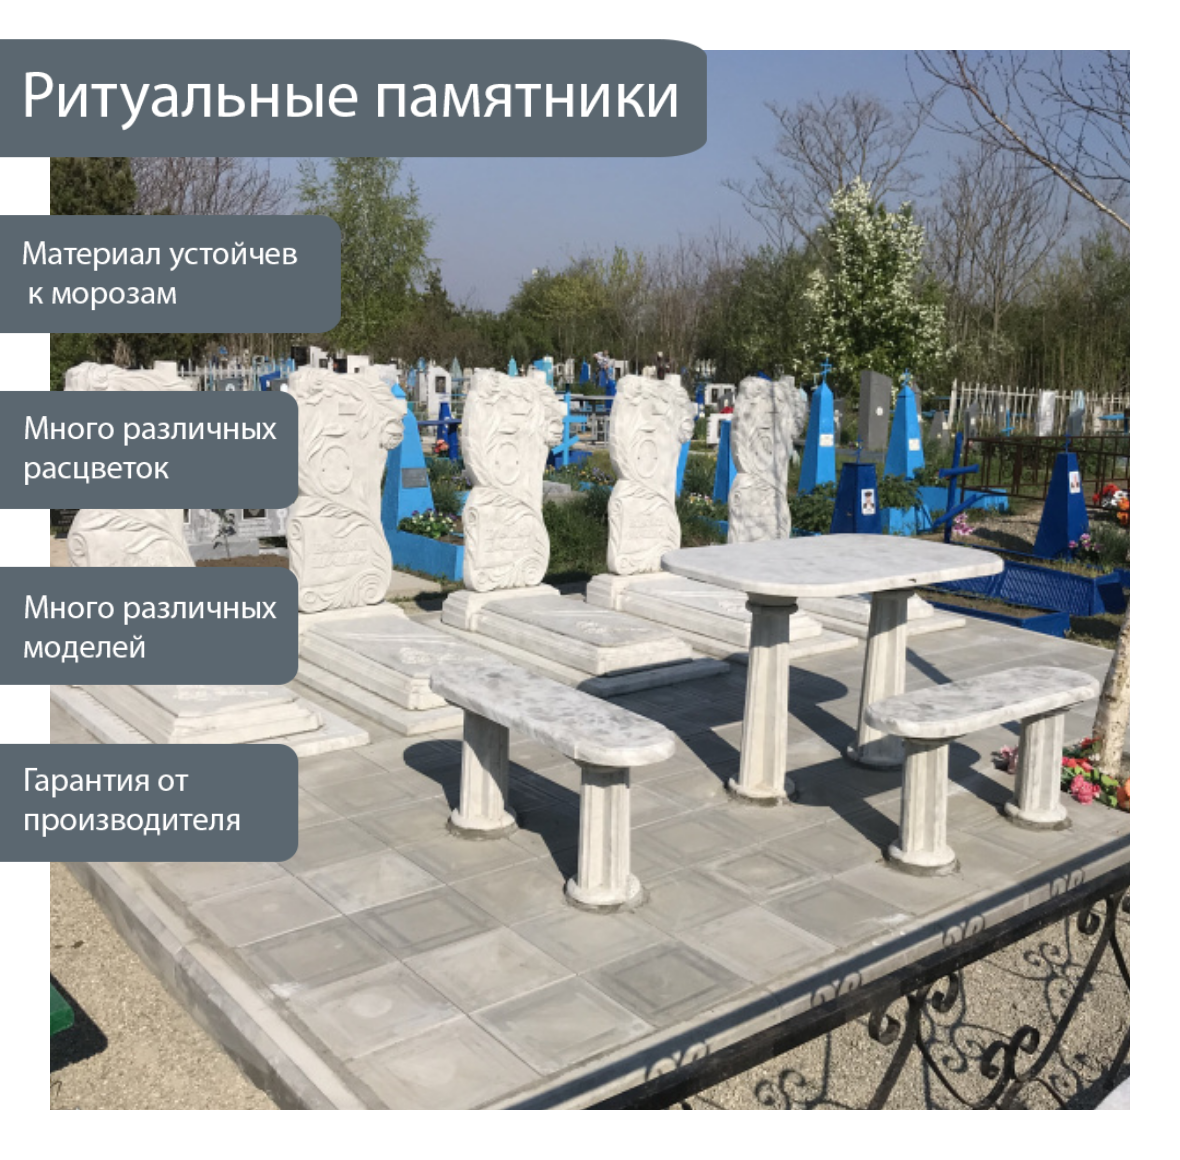 Ритуальные памятники
Материал устойчев
к морозам
Много различных
расцветок
Много различных
моделей
Гарантия от
производителя